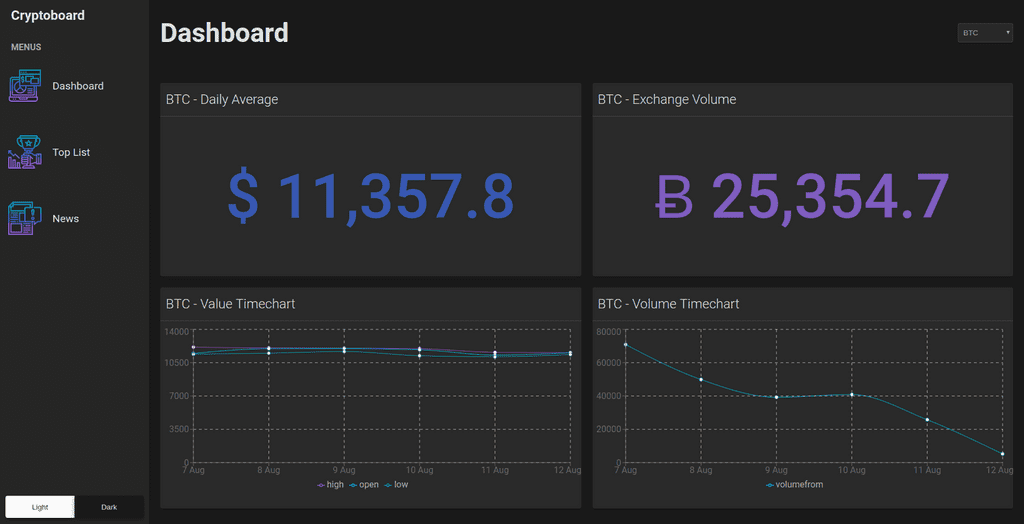 Cryptoboard
MENUS
Dashboard
Top List
News
Light
Dark
Dashboard
BTC
BTC - Daily Average
$ 11,357.8
BTC - Exchange Volume
Ƀ 25,354.7
BTC - Value Timechart
14000
10500
7000
3500
0
7 Aug 8 Aug 9 Aug 10 Aug 11 Aug 12 Aug
high open low
BTC - Volume Timechart
80000
60000
40000
20000
0
7 Aug 8 Aug 9 Aug 10 Aug 11 Aug 12 Aug
volumefrom